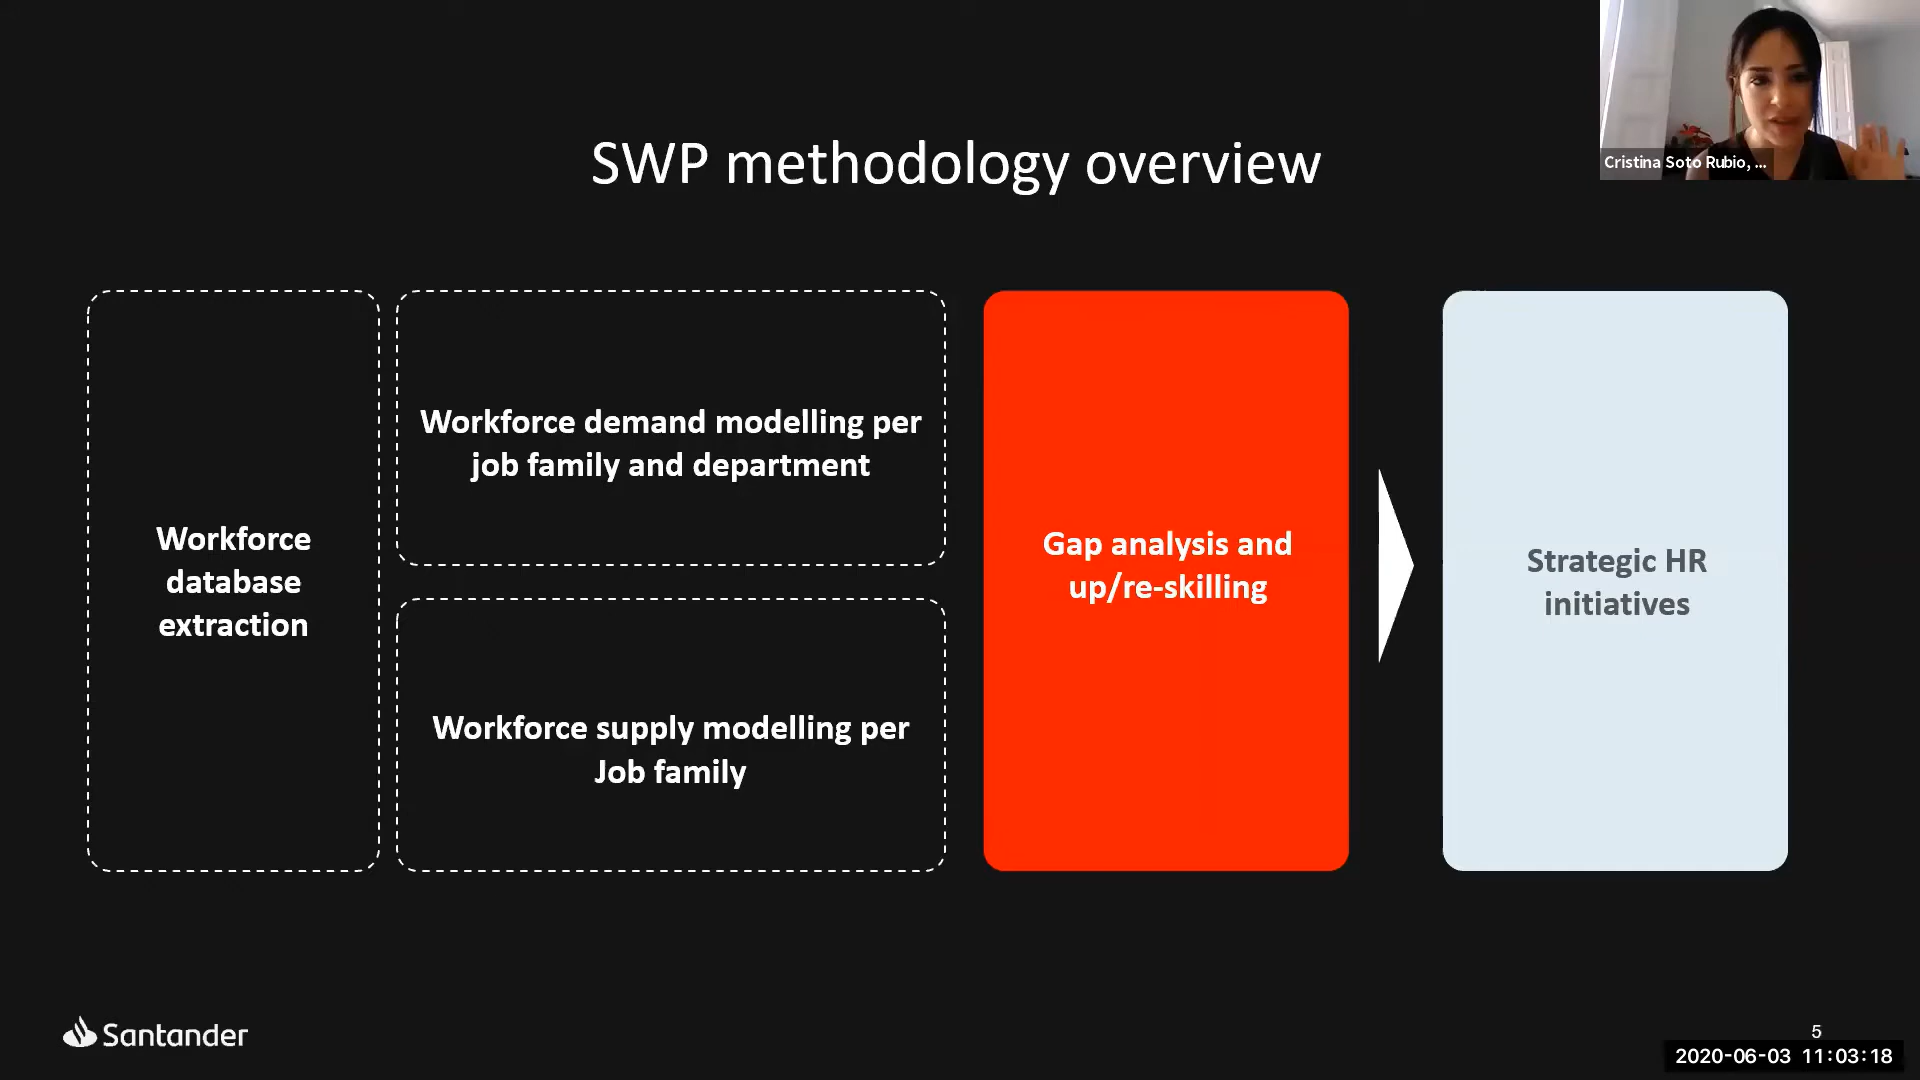 Cristina Soto Rubio, ...
SWP methodology overview
Workforce
database
extraction
Workforce demand modelling per
job family and department
Workforce supply modelling per
Job family
Gap analysis and
up/re-skilling
Strategic HR
initiatives
Santander
5
2020-06-03 11:03:18